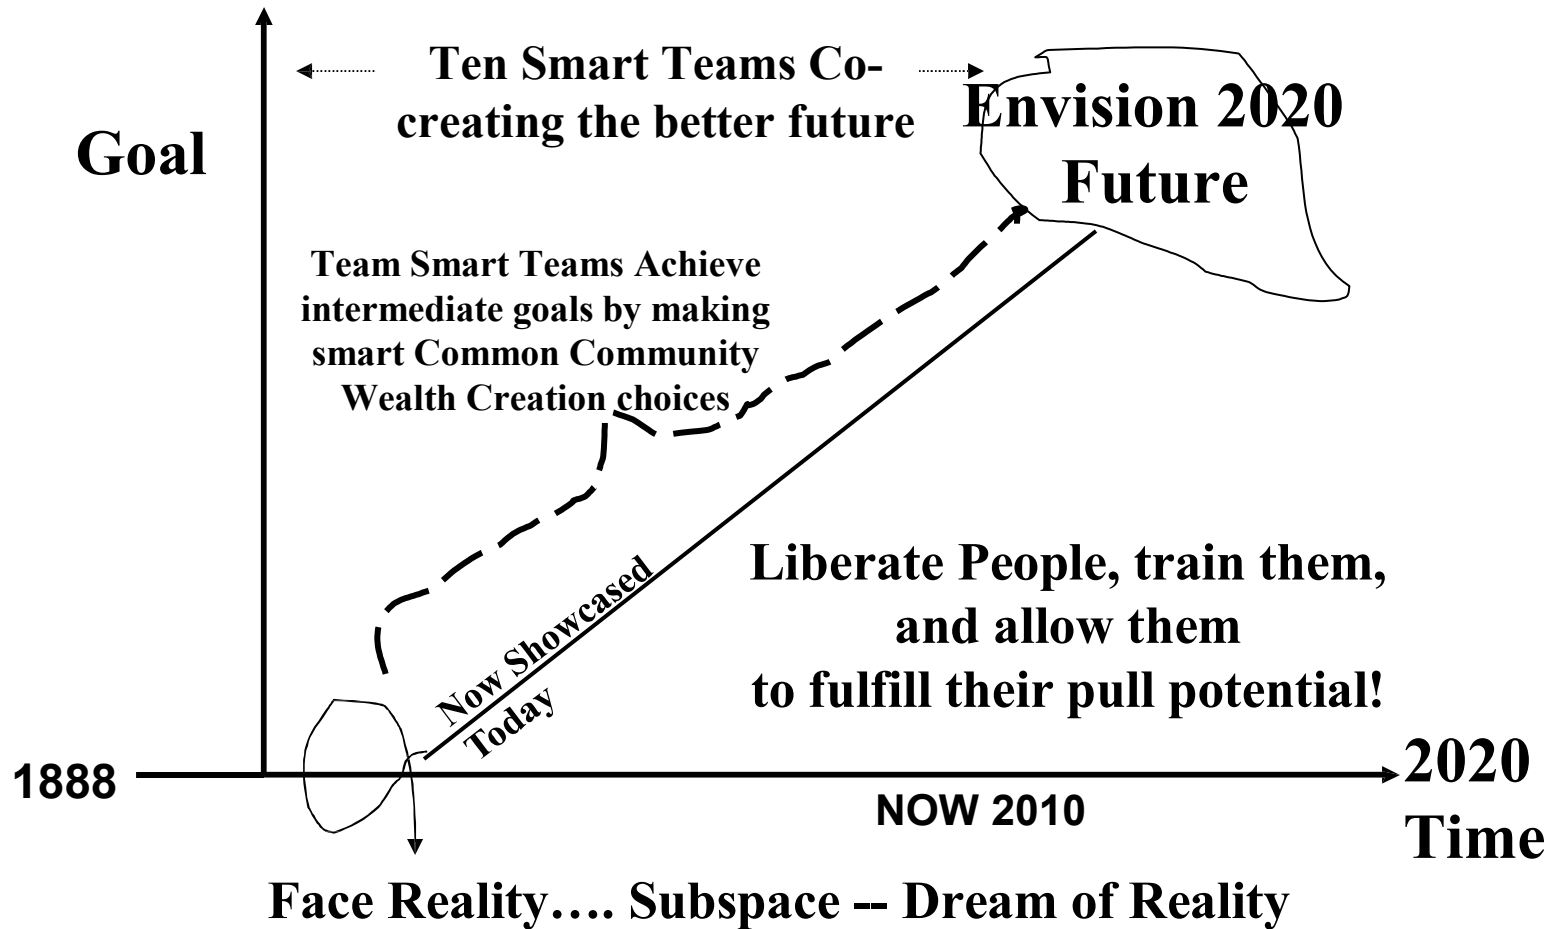 Ten Smart Teams Co-
creating the better future
Envision 2020
Future
Goal
Team Smart Teams Achieve
intermediate goals by making
smart Common Community
Wealth Creation choices
Now Showcased
Today
Liberate People, train them,
and allow them
to fulfill their pull potential!
1888
2020
Time
NOW 2010
Face Reality…. Subspace -- Dream of Reality